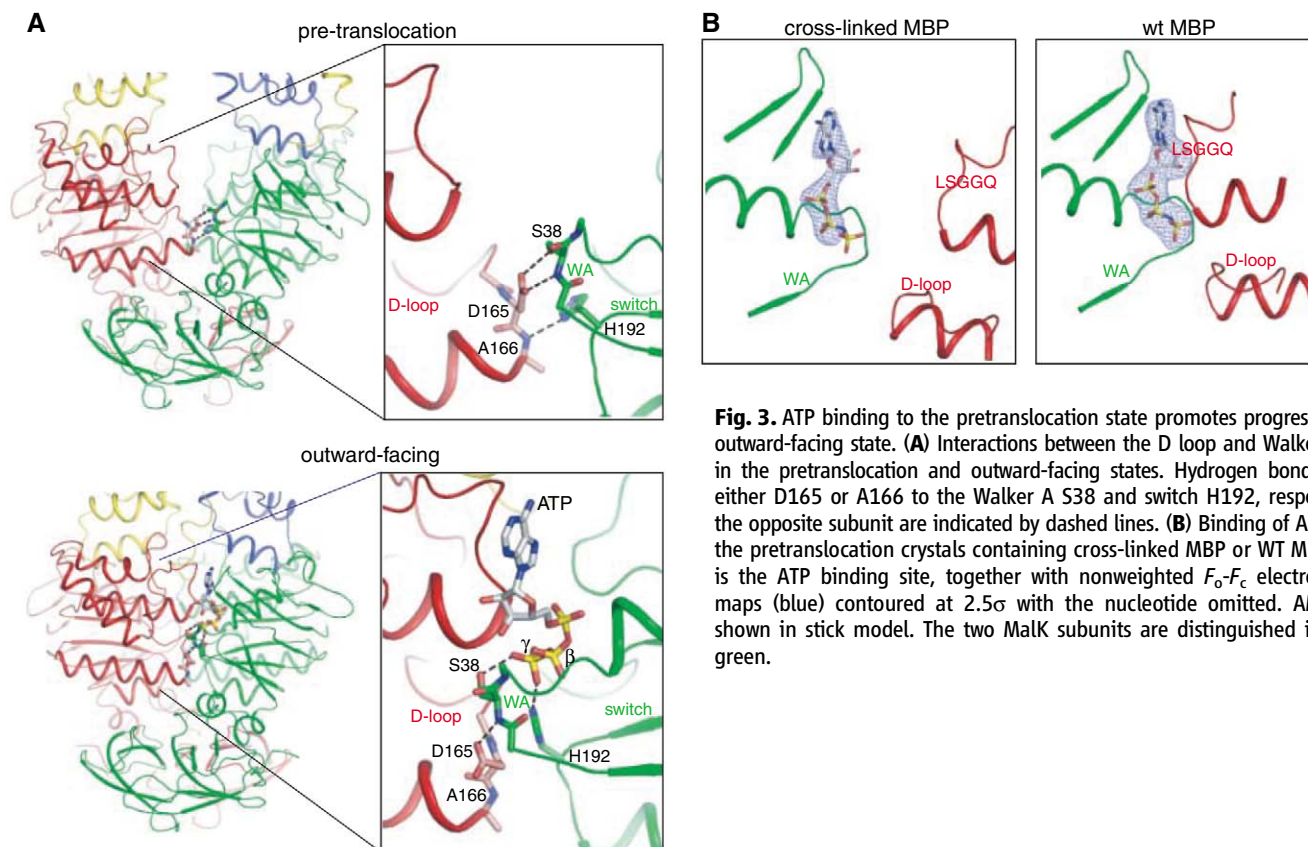 A
pre-translocation
S38
WA
D-loop
D165
switch
H192
A166
outward-facing
ATP
γ
β
S38
WA
D-loop
switch
D165
H192
A166
B
cross-linked MBP
wt MBP
LSGGQ
WA
D-loop
LSGGQ
WA
D-loop
Fig. 3. ATP binding to the pretranslocation state promotes progres
outward-facing state. (A) Interactions between the D loop and Walke
in the pretranslocation and outward-facing states. Hydrogen bond
either D165 or A166 to the Walker A S38 and switch H192, respe
the opposite subunit are indicated by dashed lines. (B) Binding of A
the pretranslocation crystals containing cross-linked MBP or WT M
is the ATP binding site, together with nonweighted Fo-Fc electro
maps (blue) contoured at 2.5σ with the nucleotide omitted. A
shown in stick model. The two MalK subunits are distinguished i
green.